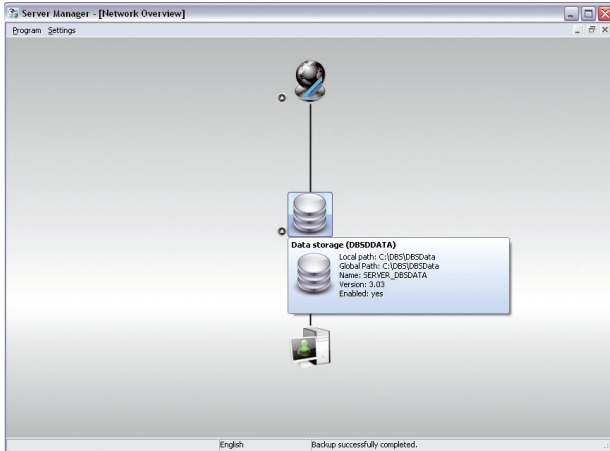 Server Manager - [Network Overview]
Program Settings
Data storage (DBSDDATA)
Local path: C:\DBS\DBSData
Global Path: C:\DBS\DBSData
Name: SERVER_DBSDATA
Version: 3.03
Enabled: yes
English Backup successfully completed.